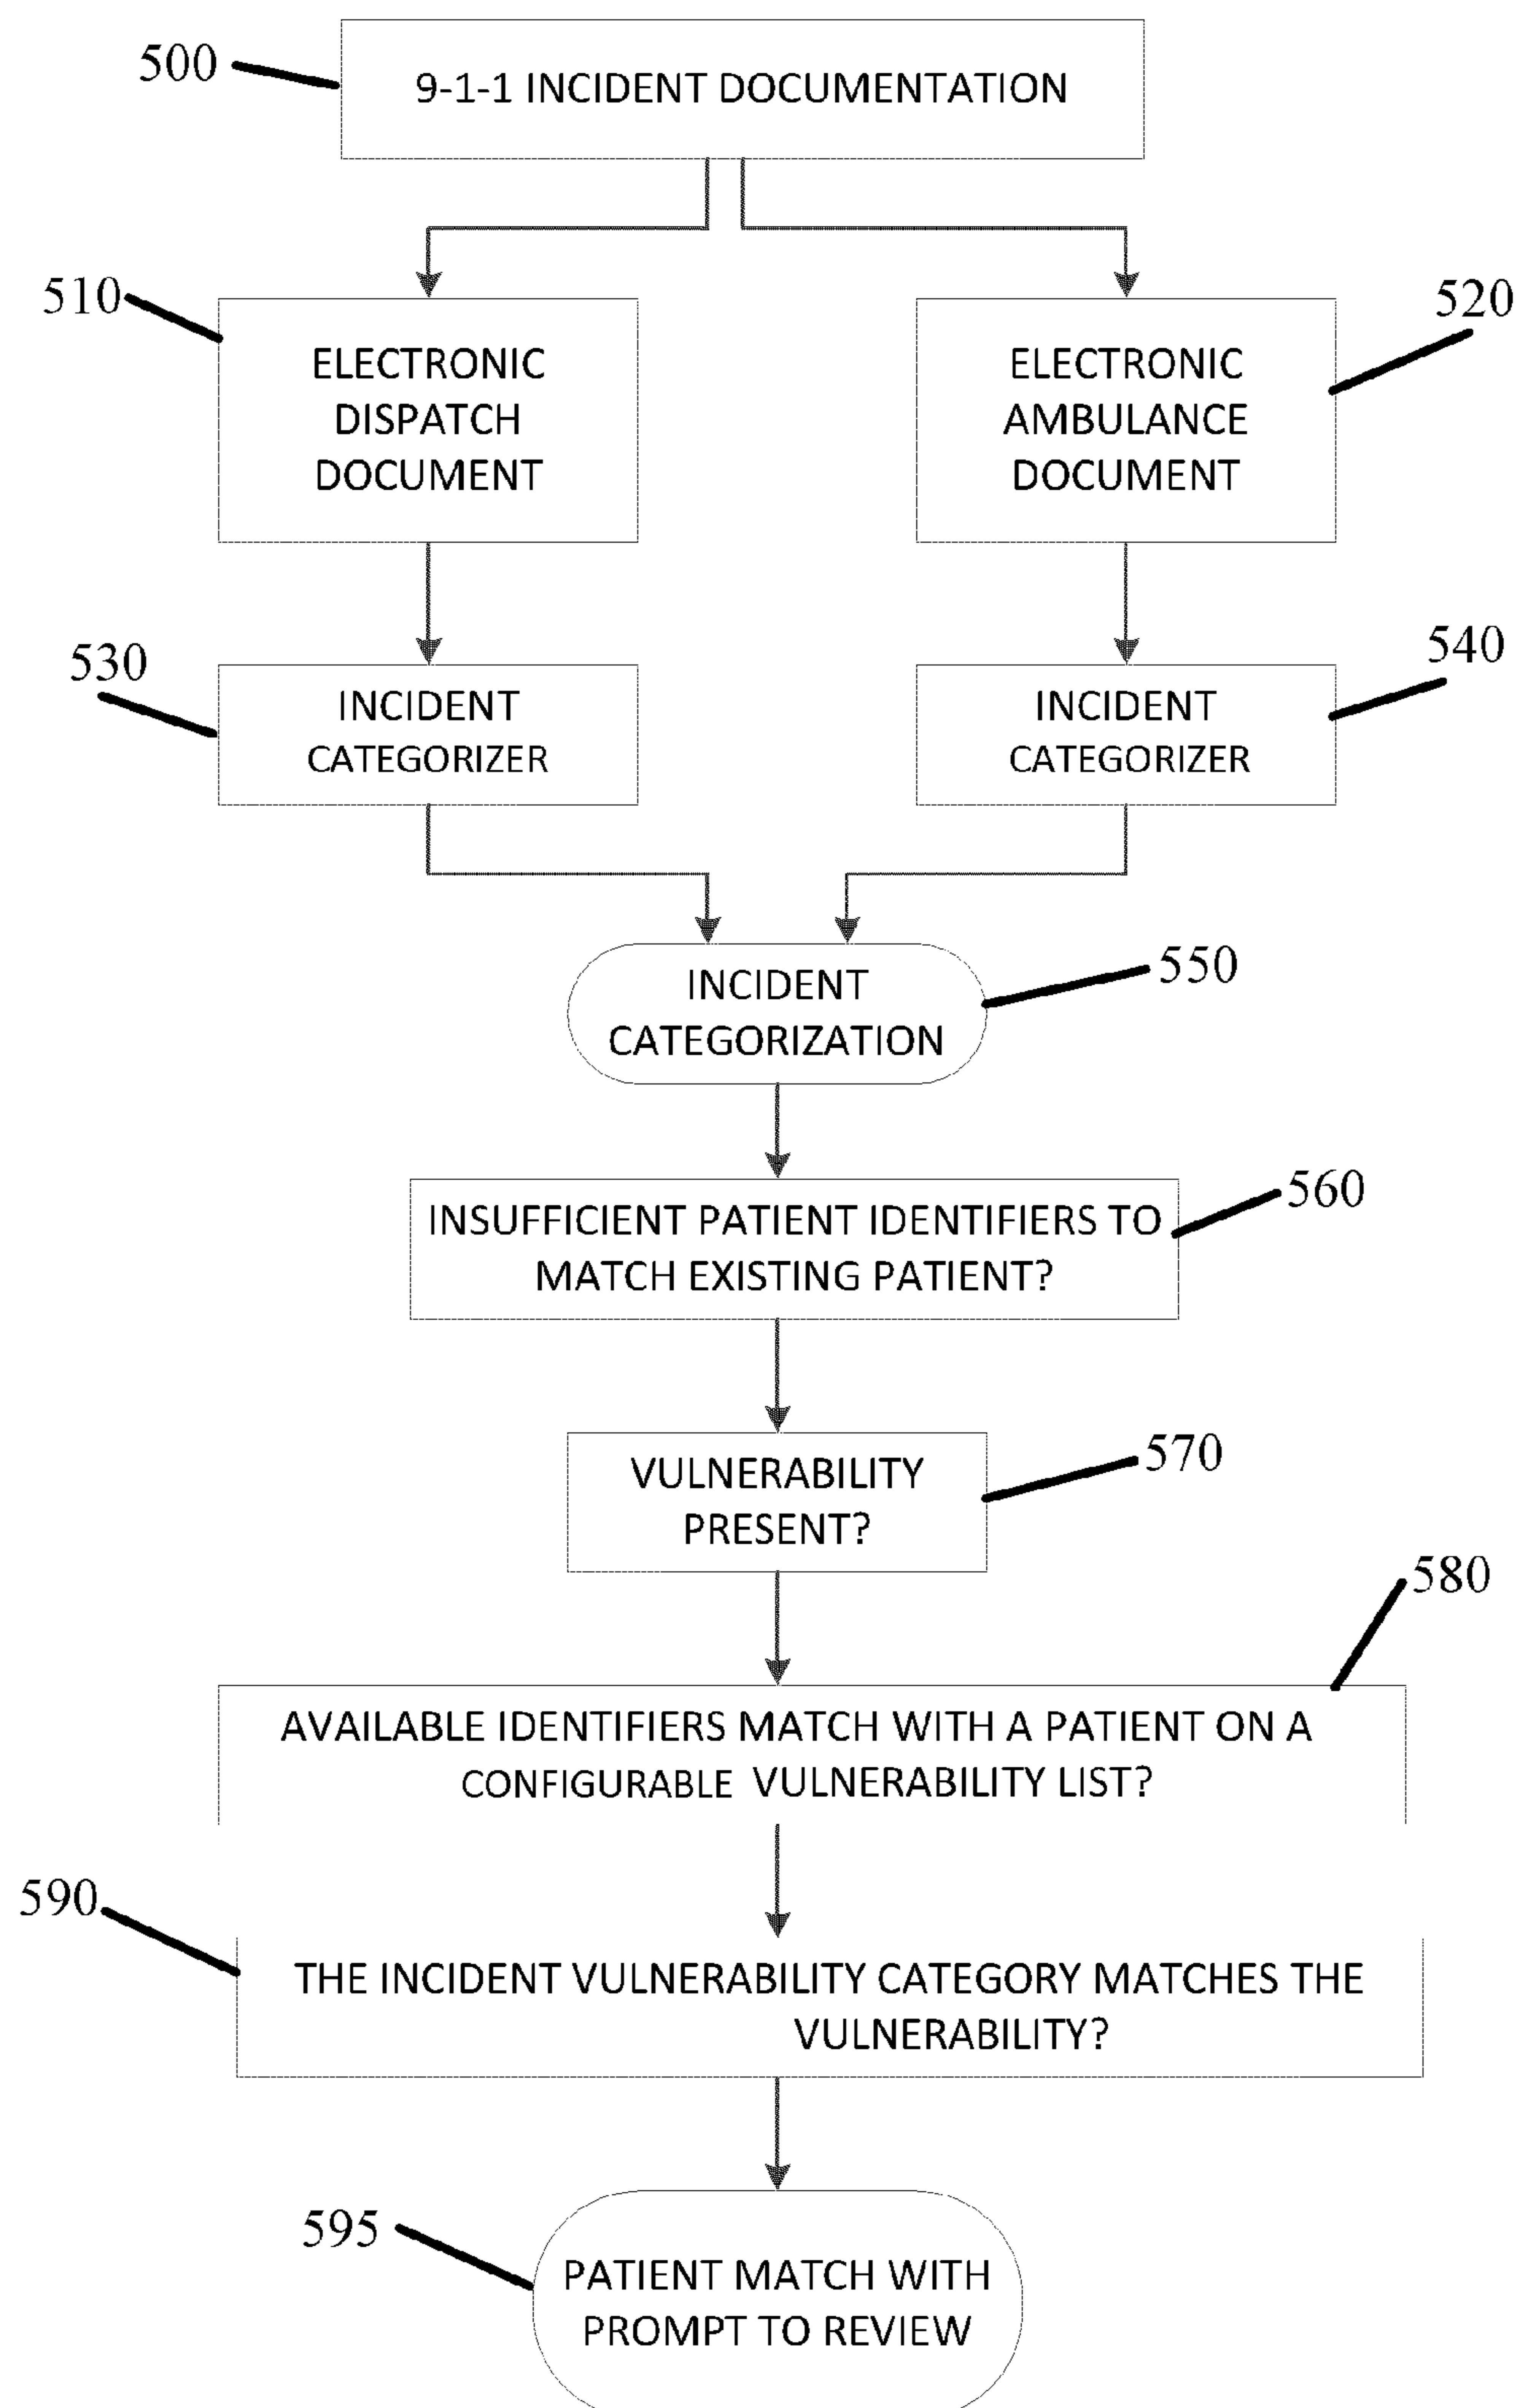 500
9-1-1 INCIDENT DOCUMENTATION
510
520
ELECTRONIC
DISPATCH
DOCUMENT
ELECTRONIC
AMBULANCE
DOCUMENT
530
540
INCIDENT
CATEGORIZER
INCIDENT
CATEGORIZER
550
INCIDENT
CATEGORIZATION
560
INSUFFICIENT PATIENT IDENTIFIERS TO
MATCH EXISTING PATIENT?
570
VULNERABILITY
PRESENT?
580
AVAILABLE IDENTIFIERS MATCH WITH A PATIENT ON A
CONFIGURABLE VULNERABILITY LIST?
590
THE INCIDENT VULNERABILITY CATEGORY MATCHES THE
VULNERABILITY?
595
PATIENT MATCH WITH
PROMPT TO REVIEW